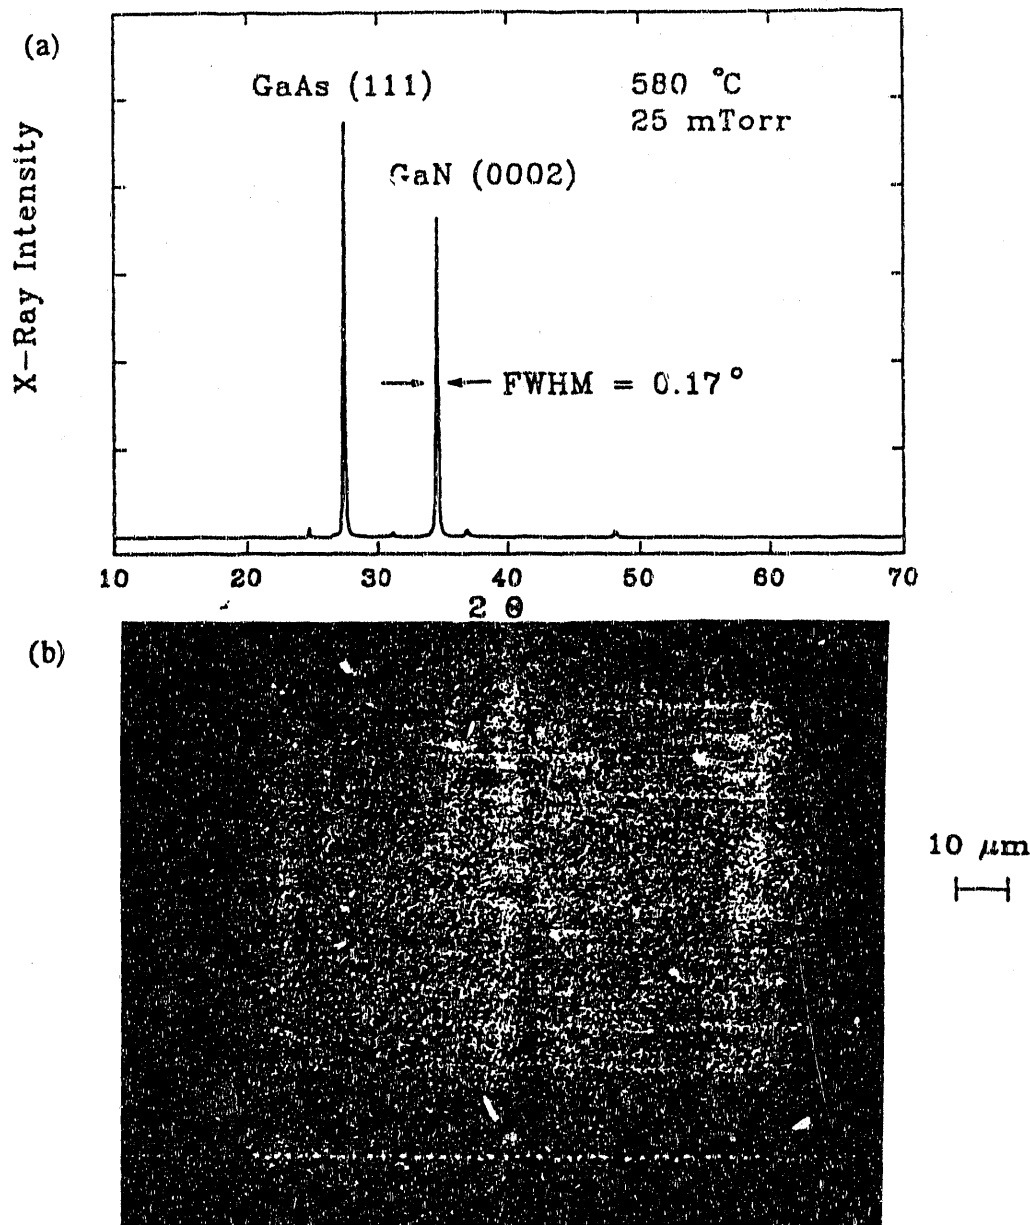 (a)
GaAs (111)
580 °C
25 mTorr
GaN (0002)
X-Ray Intensity
FWHM = 0.17°
10 20 30 40 50 60 70
2 Θ
(b)
10 μm